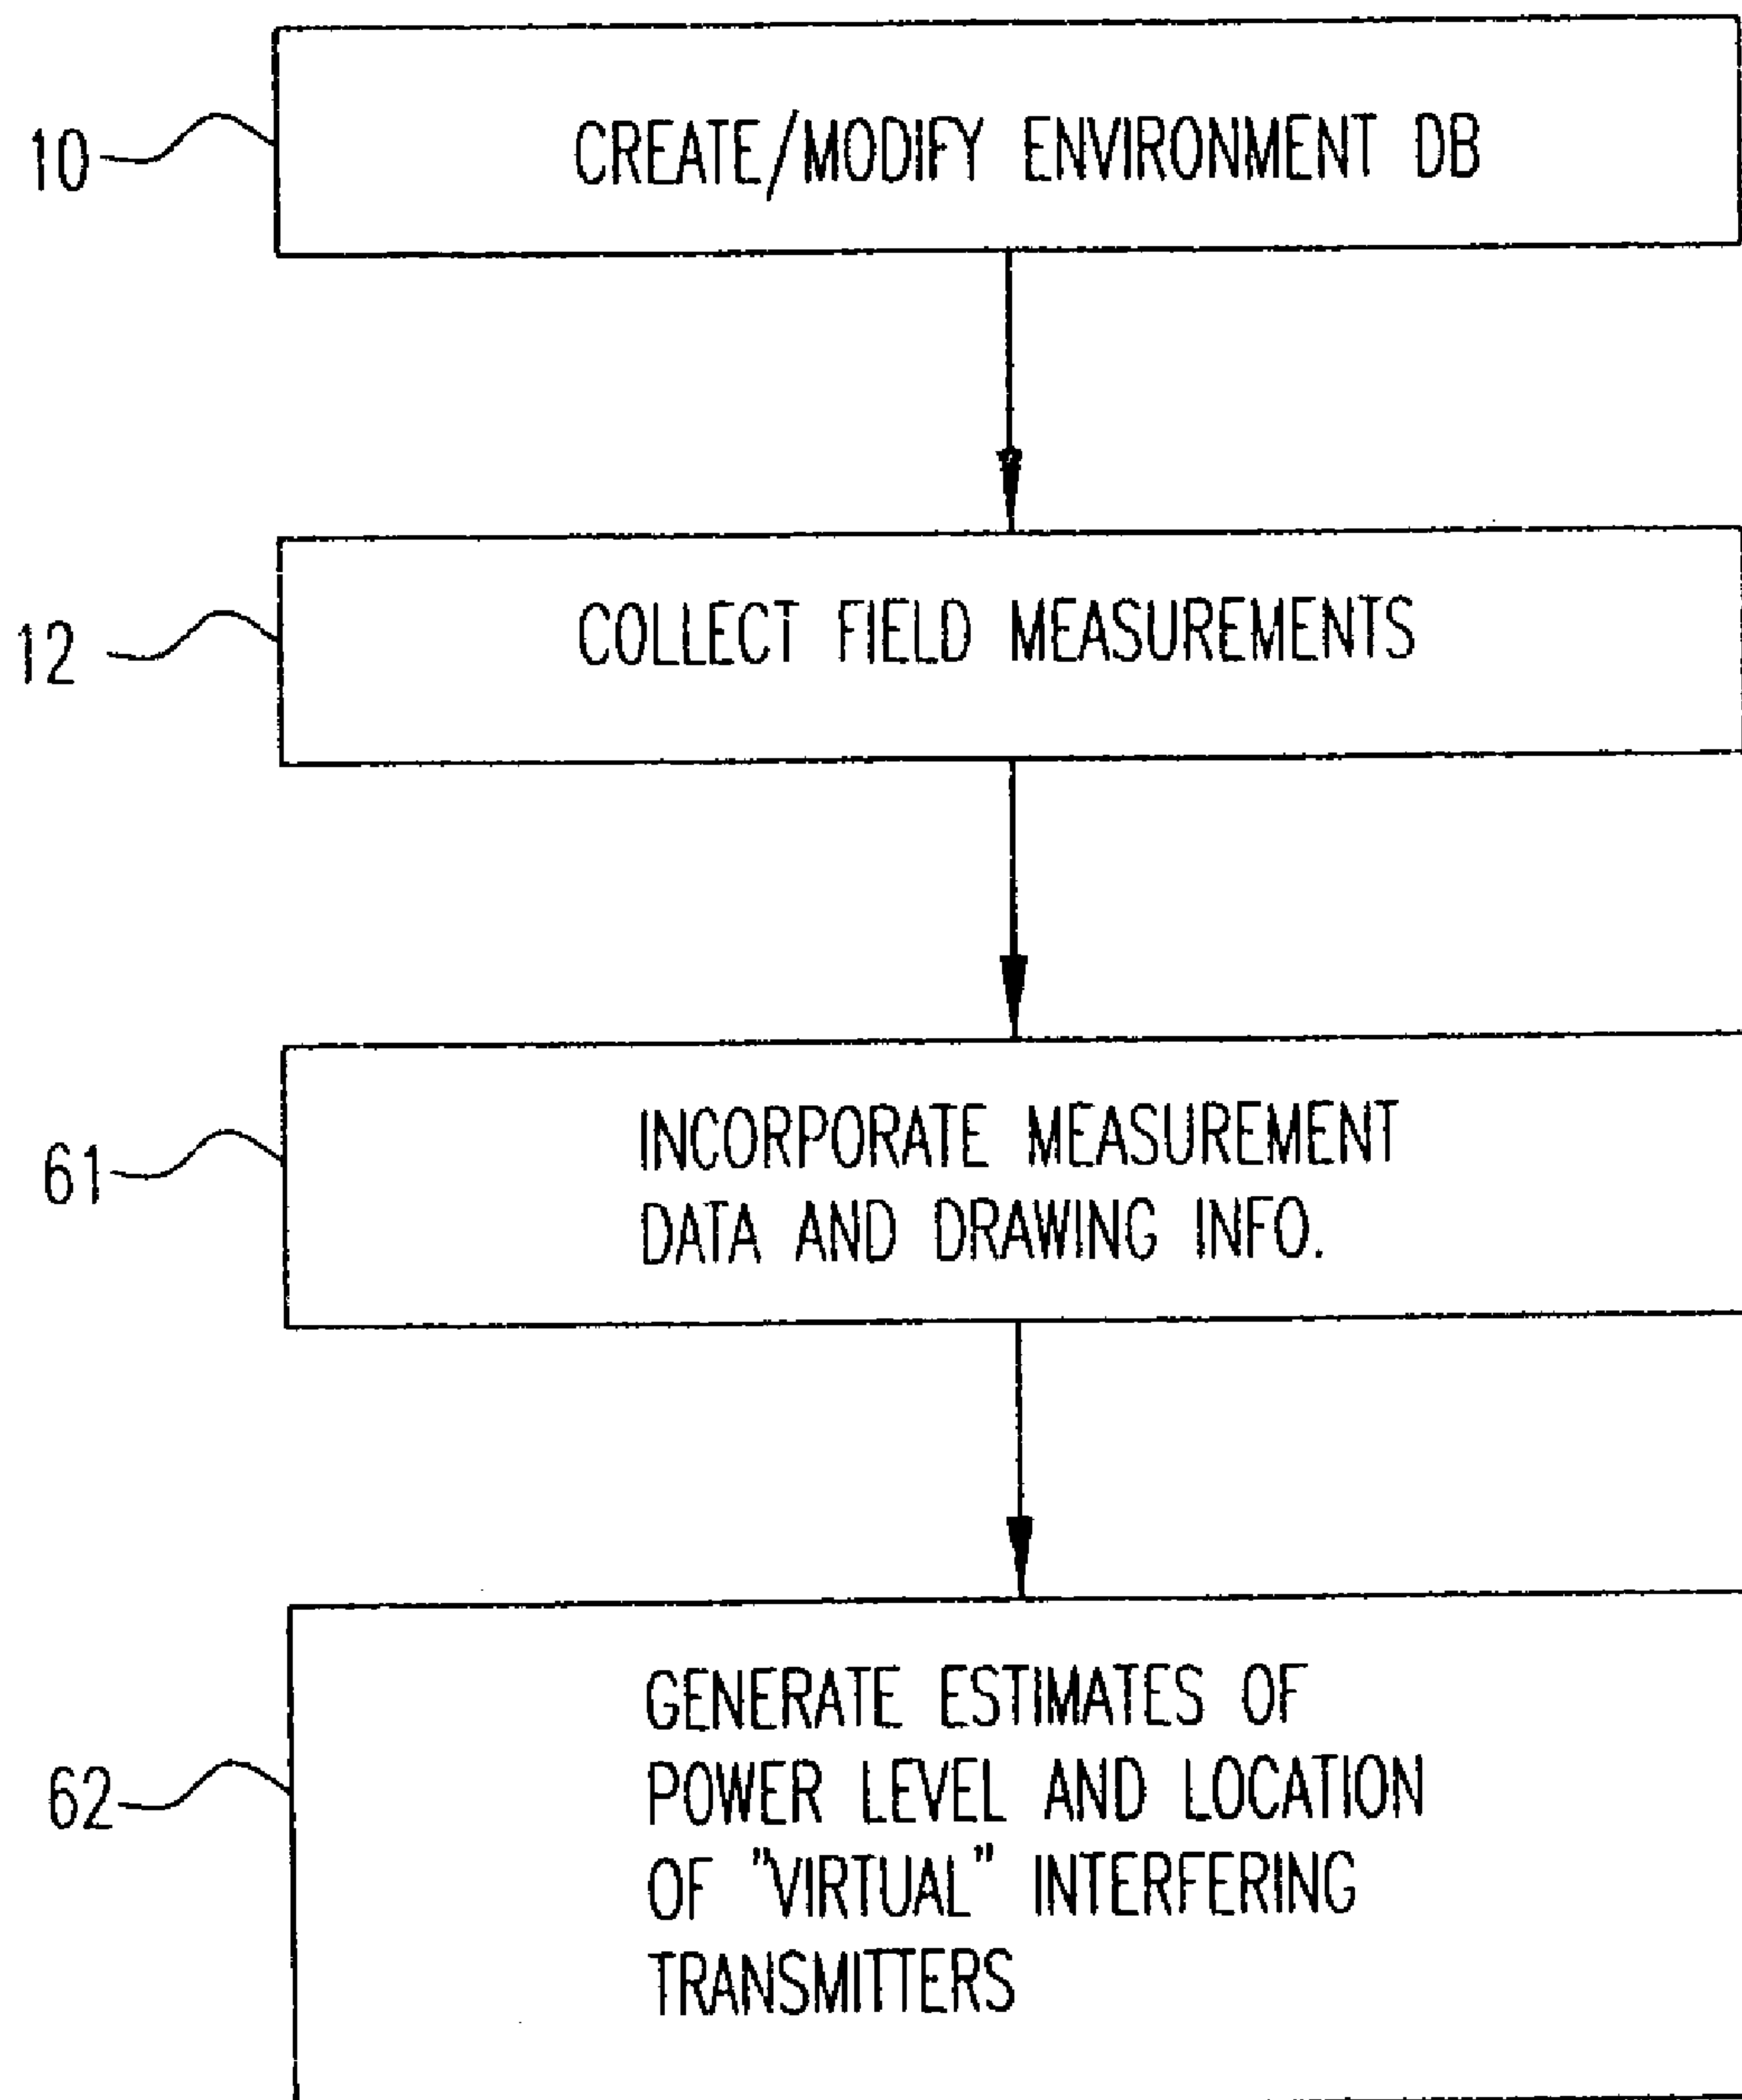 10
CREATE/MODIFY ENVIRONMENT DB
12
COLLECT FIELD MEASUREMENTS
61
INCORPORATE MEASUREMENT
DATA AND DRAWING INFO.
62
GENERATE ESTIMATES OF
POWER LEVEL AND LOCATION
OF "VIRTUAL" INTERFERING
TRANSMITTERS